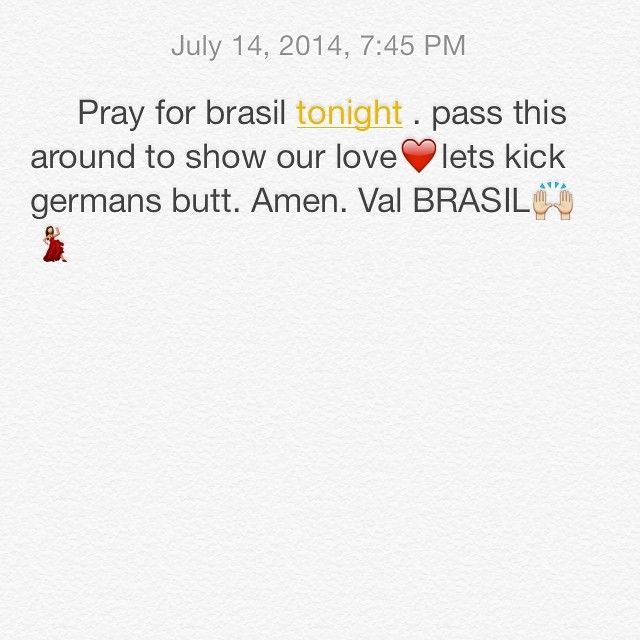 July 14, 2014, 7:45 PM
Pray for brasil tonight . pass this
around to show our love❤️lets kick
germans butt. Amen. Val BRASIL🙌
💃